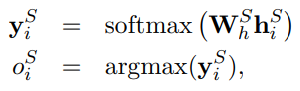 y_i^S = softmax (W_h^S h_i^S)
o_i^S = argmax(y_i^S),